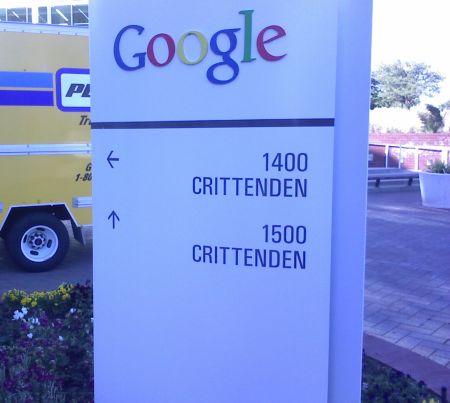 Google
← 1400
CRITTENDEN
↑ 1500
CRITTENDEN